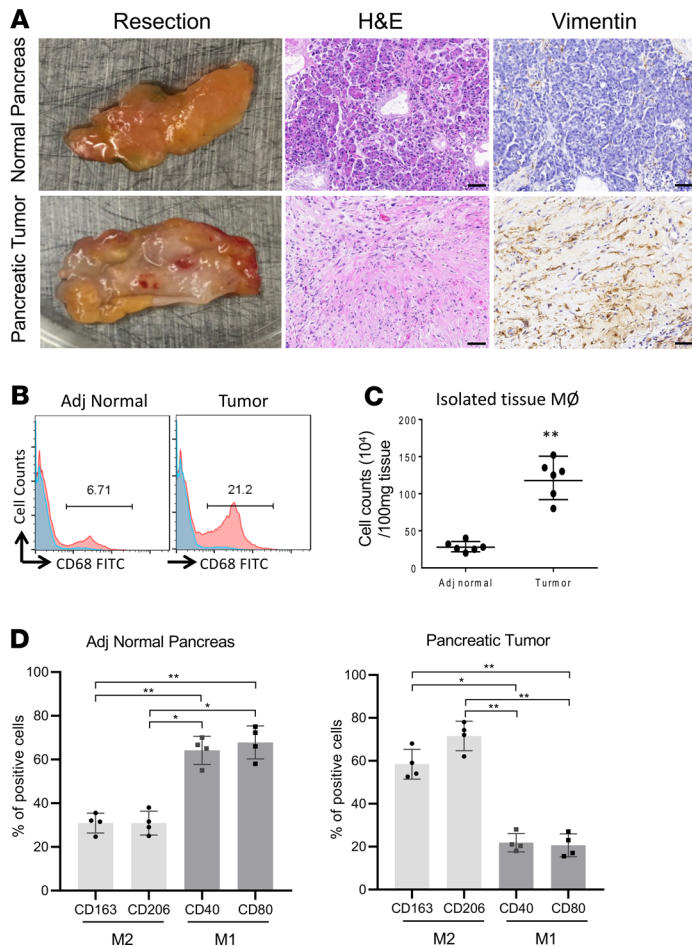 A
Resection
H&E
Vimentin
Normal Pancreas
Pancreatic Tumor
B
Adj Normal
Tumor
6.71
21.2
Cell Counts
CD68 FITC
CD68 FITC
C
Isolated tissue MØ
Cell counts (10⁴)
/100mg tissue
200
150
100
50
0
**
Adj normal
Turmor
D
Adj Normal Pancreas
% of positive cells
100
80
60
40
20
0
**
**
*
*
CD163
CD206
CD40
CD80
M2
M1
Pancreatic Tumor
% of positive cells
100
80
60
40
20
0
**
*
**
**
CD163
CD206
CD40
CD80
M2
M1